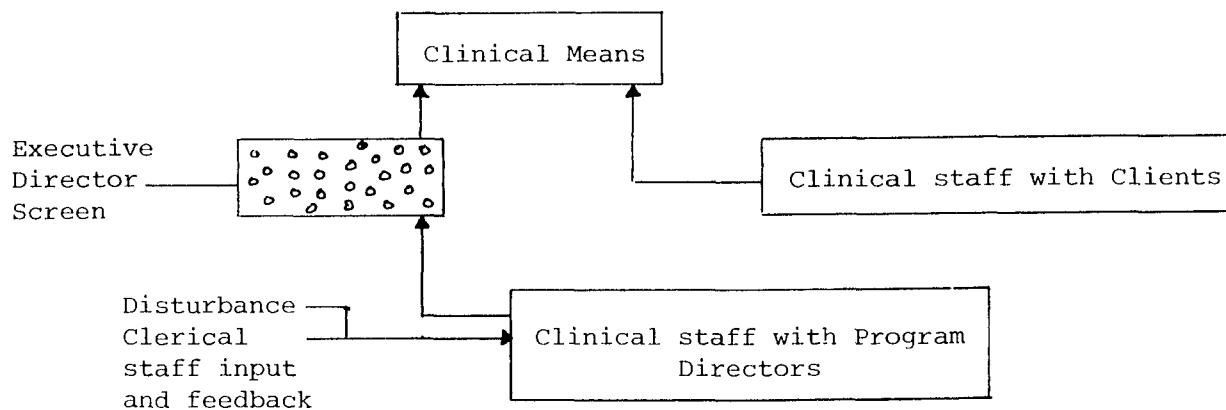 Clinical Means
Executive
Director
Screen
Clinical staff with Clients
Disturbance
Clerical
staff input
and feedback
Clinical staff with Program
Directors